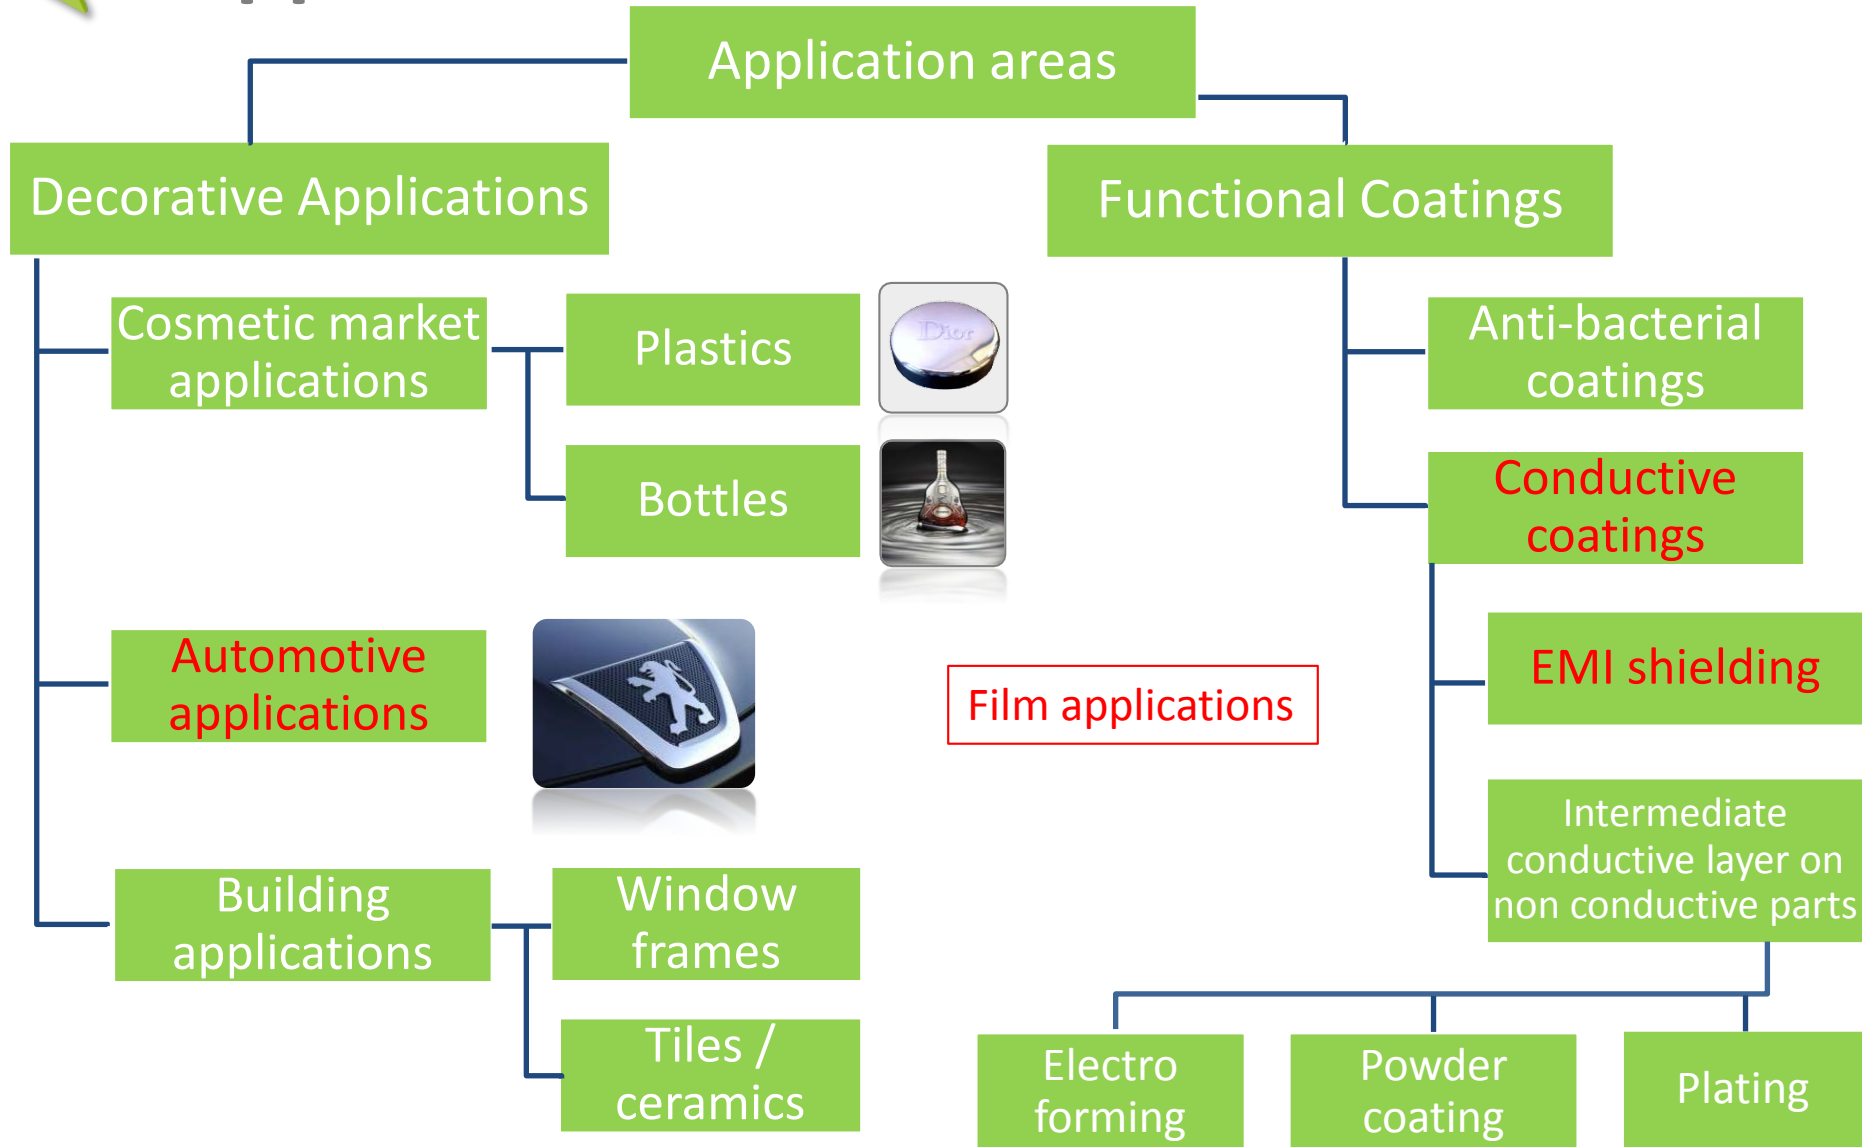 Application areas
Decorative Applications
Functional Coatings
Cosmetic market
applications
Plastics
Dior
Anti-bacterial
coatings
Bottles
Conductive
coatings
Automotive
applications
Film applications
EMI shielding
Intermediate
conductive layer on
non conductive parts
Building
applications
Window
frames
Tiles /
ceramics
Electro
forming
Powder
coating
Plating